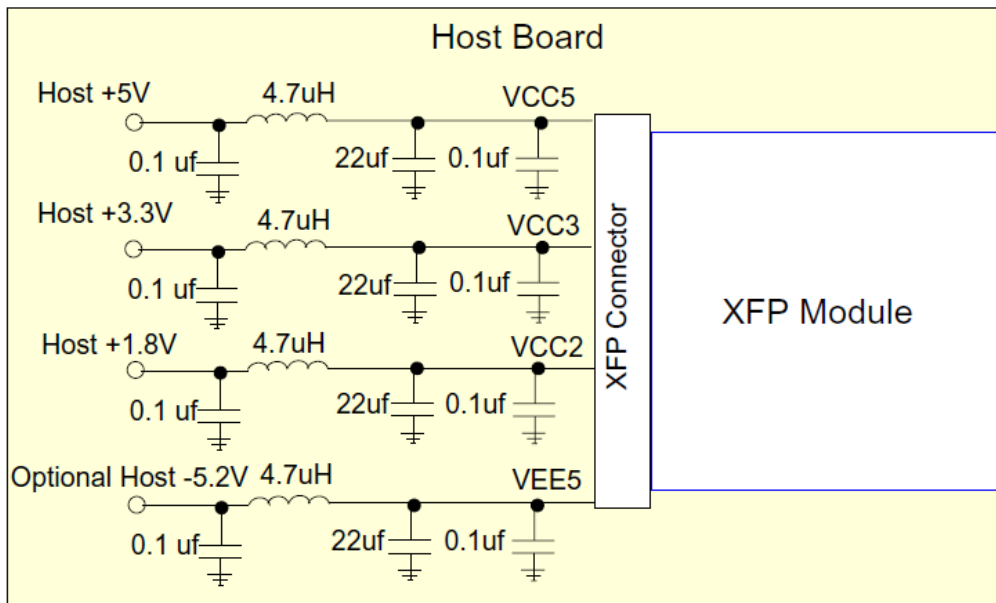 Host Board
Host +5V
4.7uH
VCC5
0.1 uf
22uf
0.1uf
Host +3.3V
4.7uH
VCC3
0.1 uf
22uf
0.1uf
Host +1.8V
4.7uH
VCC2
0.1 uf
22uf
0.1uf
Optional Host -5.2V
4.7uH
VEE5
0.1 uf
22uf
0.1uf
XFP Connector
XFP Module